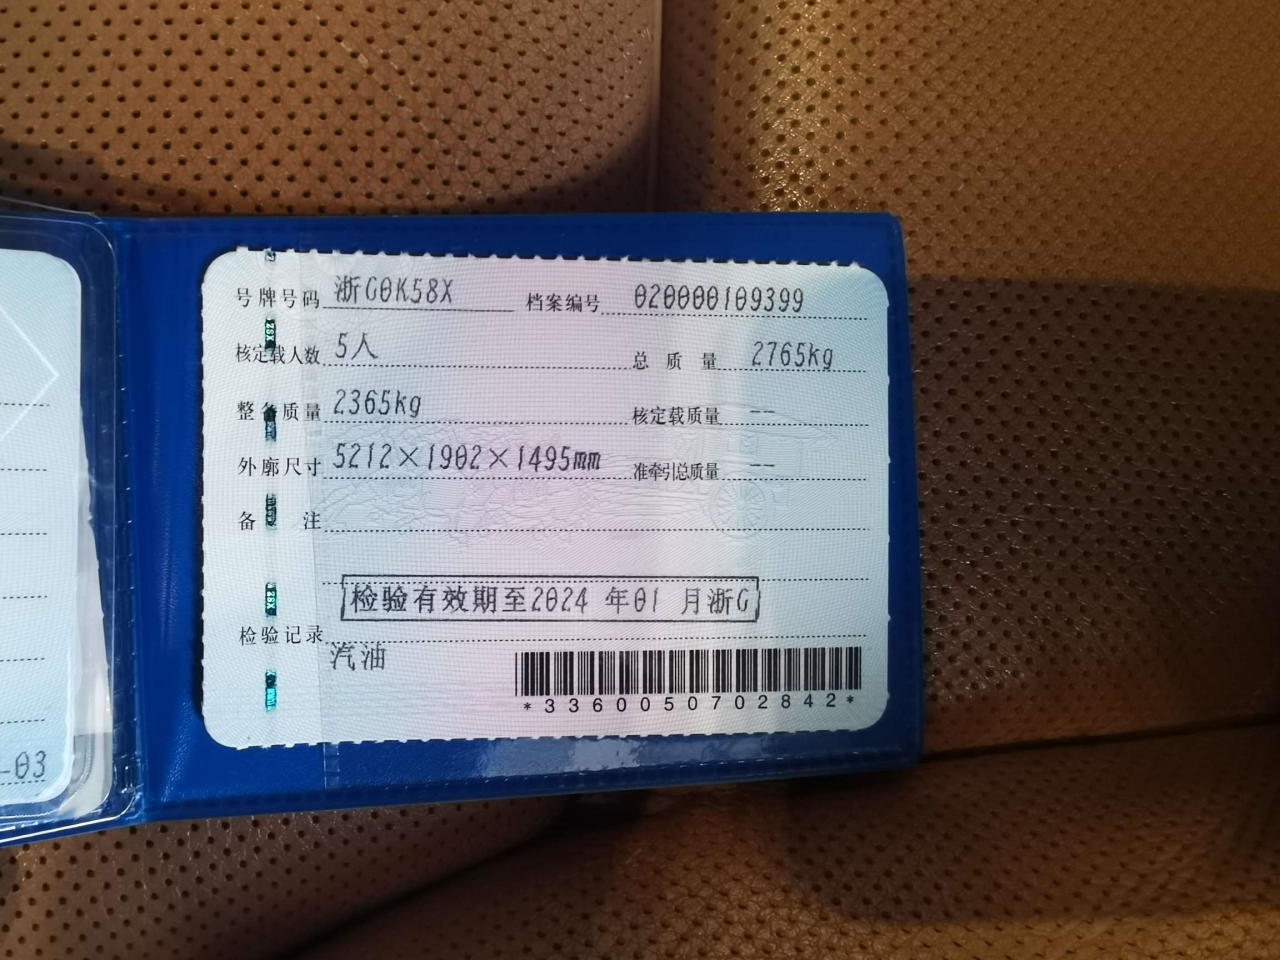 号牌号码 浙G0K58X 档案编号 020000109399
核定载人数 5人 总质量 2765kg
整备质量 2365kg 核定载质量 --
外廓尺寸 5212×1902×1495mm 准牵引总质量 --
备注
检验有效期至2024 年01 月浙G
检验记录
汽油
*3360050702842*
-03